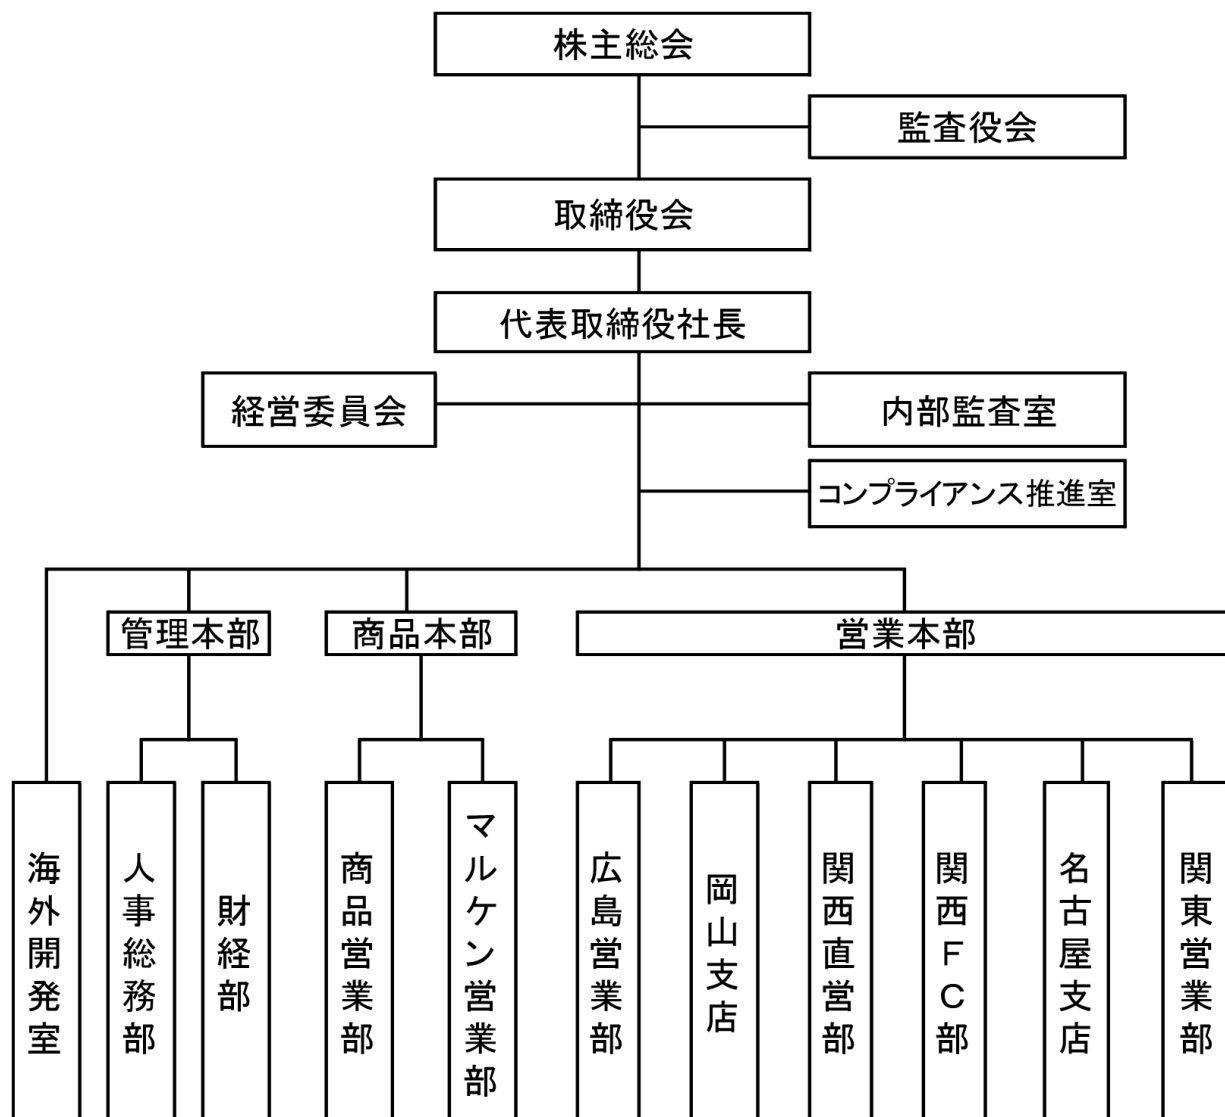 株主総会
監査役会
取締役会
代表取締役社長
経営委員会
内部監査室
コンプライアンス推進室
管理本部
商品本部
営業本部
海外開発室
人事総務部
財経部
商品営業部
マルケン営業部
広島営業部
岡山支店
関西直営部
関西FC部
名古屋支店
関東営業部